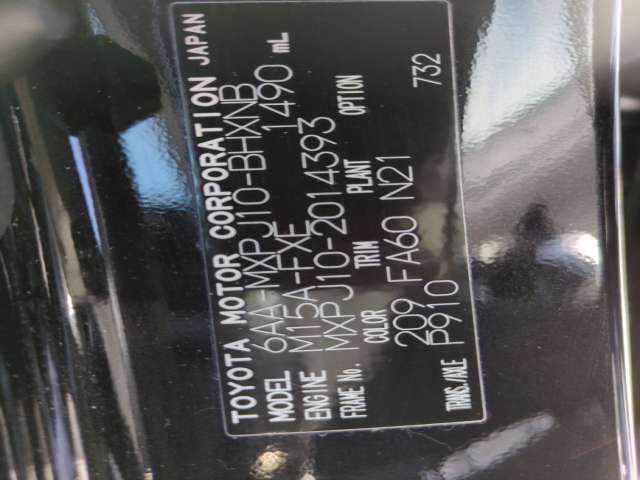 TOYOTA MOTOR CORPORATION JAPAN
MODEL 6AA-MXPJ10-BHXNB
ENGINE M15A-FXE 1490 mL
FRAME No. MXPJ10-2014393
COLOR TRIM PLANT OPTION
209 FA60 N21 732
TRANS./AXLE P910